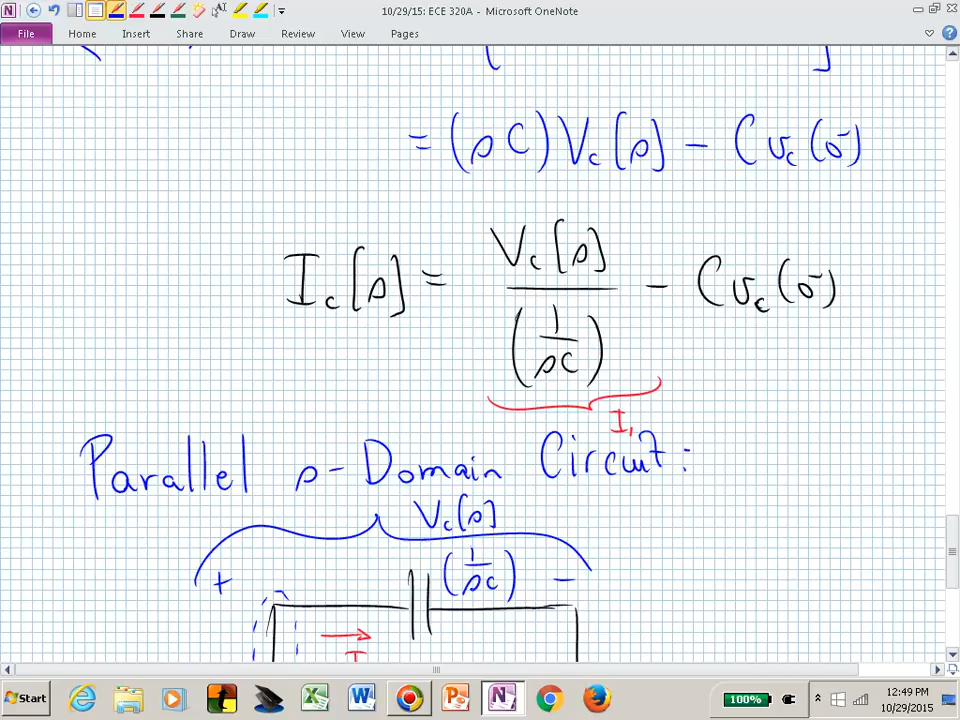 10/29/15: ECE 320A - Microsoft OneNote
File Home Insert Share Draw Review View Pages
= (sC) Vc[s] - C vc(0-)
Ic[s] = Vc[s] / (1/sC) - C vc(0-)
I1
Parallel s-Domain Circuit:
Vc[s]
+ (1/sC) -
Start 100% 12:49 PM
10/29/2015